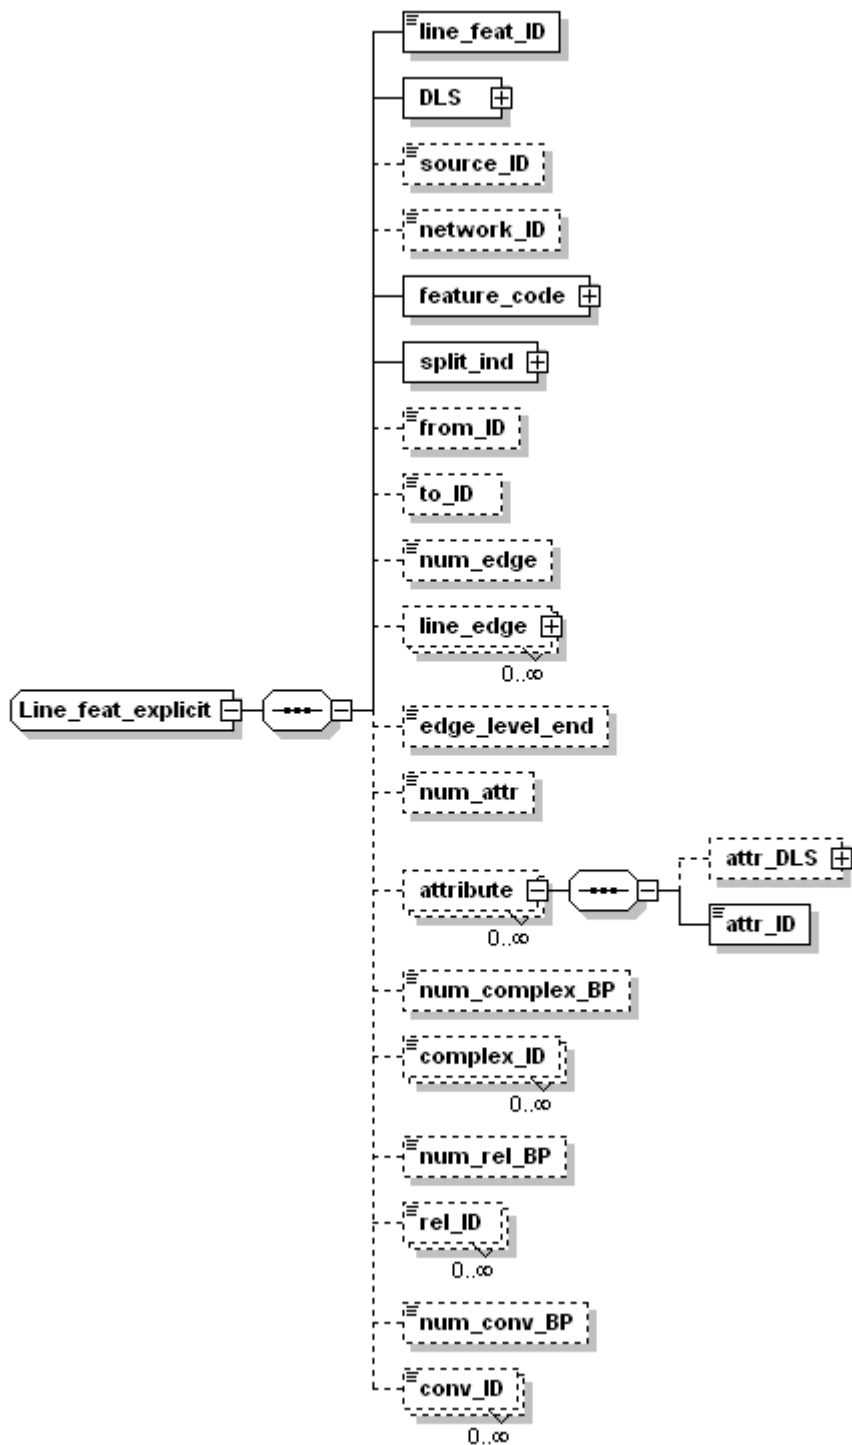 line_feat_ID
DLS
source_ID
network_ID
feature_code
split_ind
from_ID
to_ID
num_edge
line_edge
0..∞
Line_feat_explicit
edge_level_end
num_attr
attribute
0..∞
attr_DLS
attr_ID
num_complex_BP
complex_ID
0..∞
num_rel_BP
rel_ID
0..∞
num_conv_BP
conv_ID
0..∞